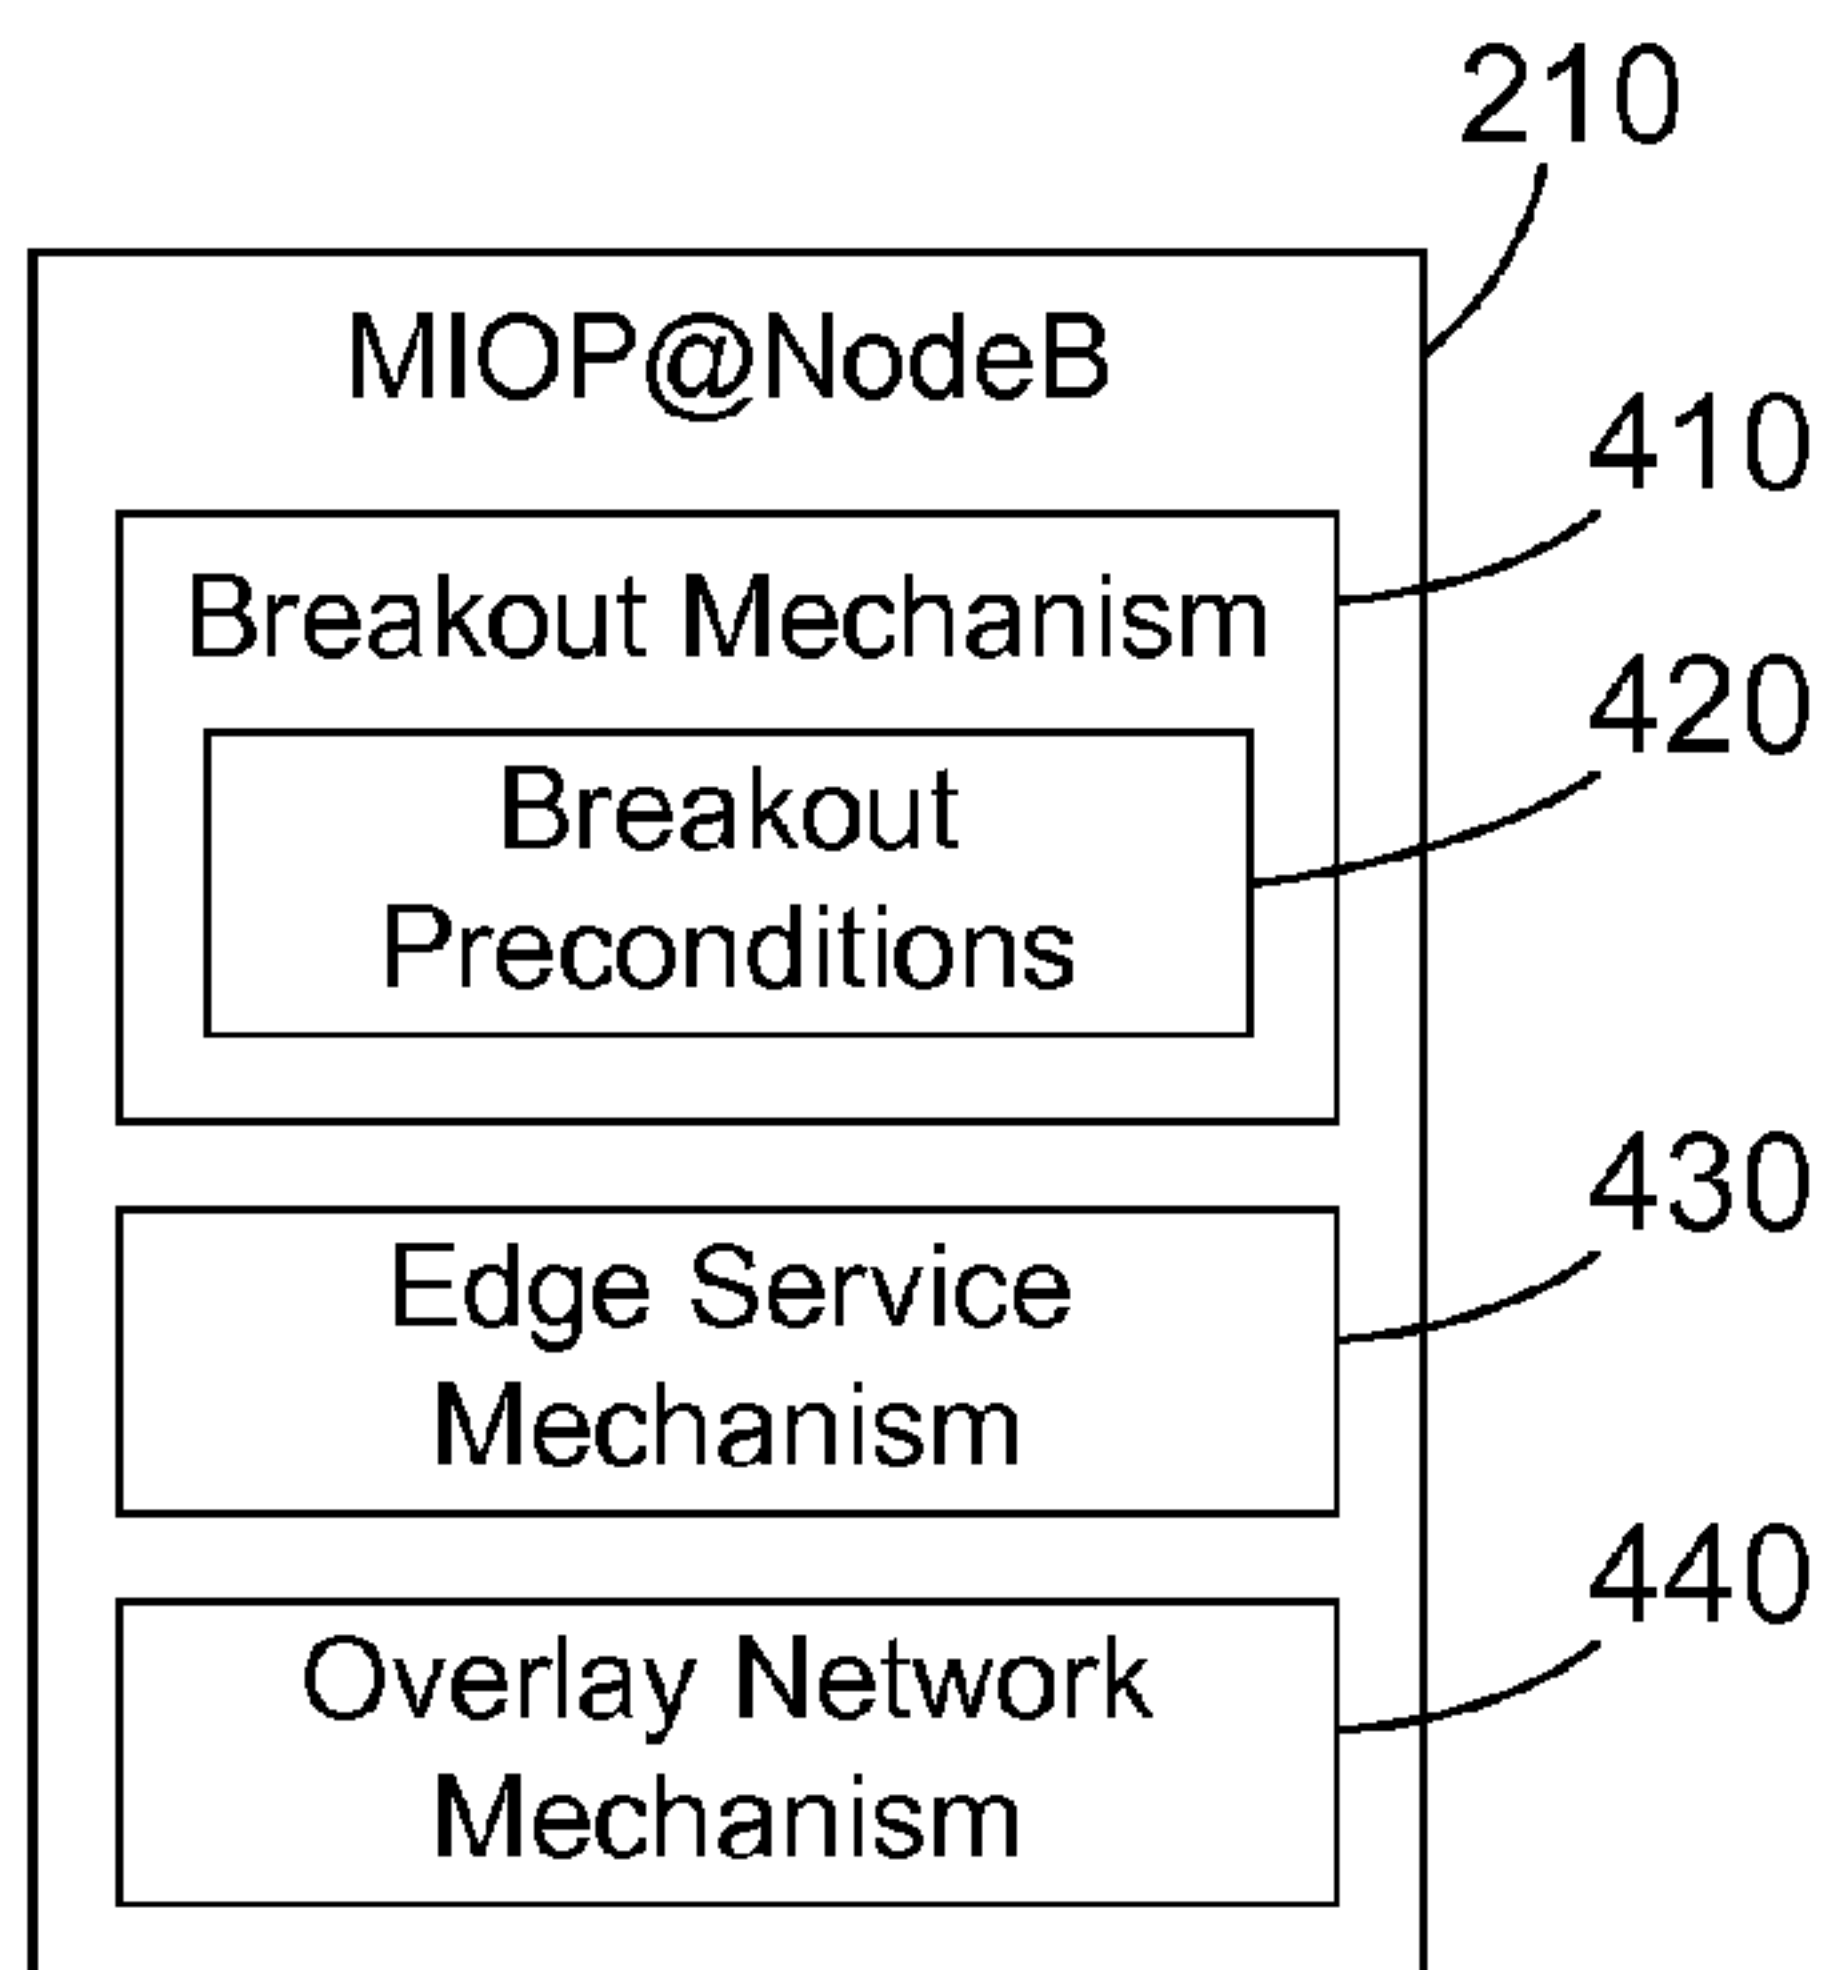 210
MIOP@NodeB
410
Breakout Mechanism
420
Breakout
Preconditions
430
Edge Service
Mechanism
440
Overlay Network
Mechanism